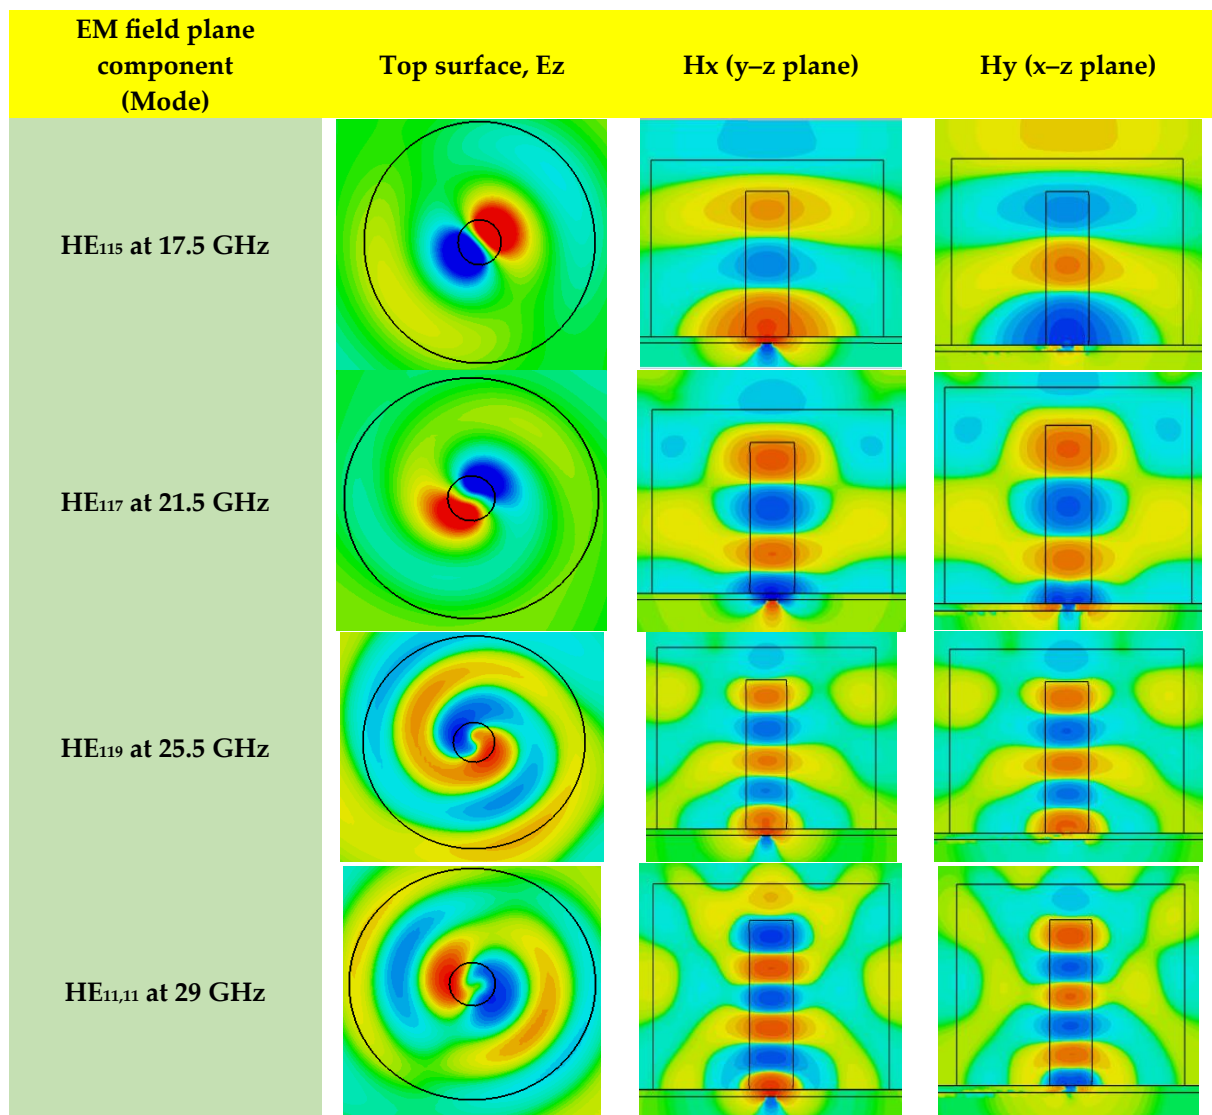 EM field plane
component
(Mode)
Top surface, Ez
Hx (y–z plane)
Hy (x–z plane)
HE115 at 17.5 GHz
HE117 at 21.5 GHz
HE119 at 25.5 GHz
HE11,11 at 29 GHz